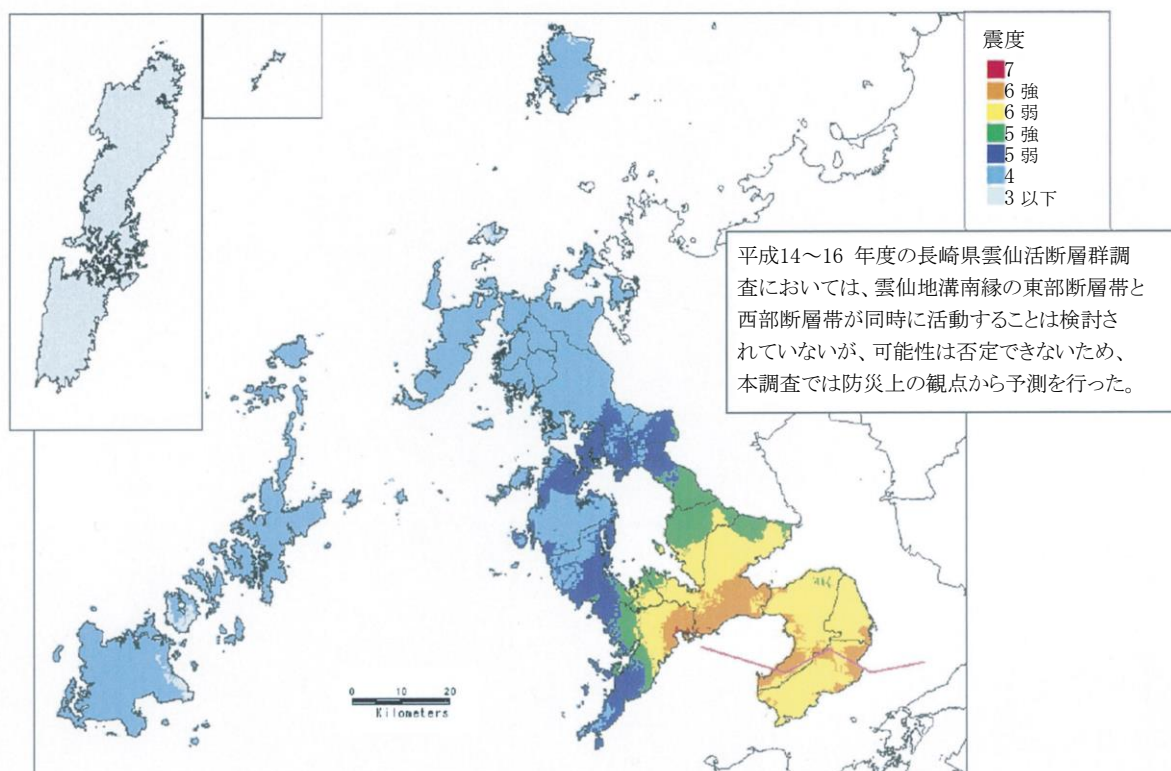 震度
7
6 強
6 弱
5 強
5 弱
4
3 以下
平成14～16 年度の長崎県雲仙活断層群調
査においては、雲仙地溝南縁の東部断層帯と
西部断層帯が同時に活動することは検討さ
れていないが、可能性は否定できないため、
本調査では防災上の観点から予測を行った。
0 10 20
Kilometers